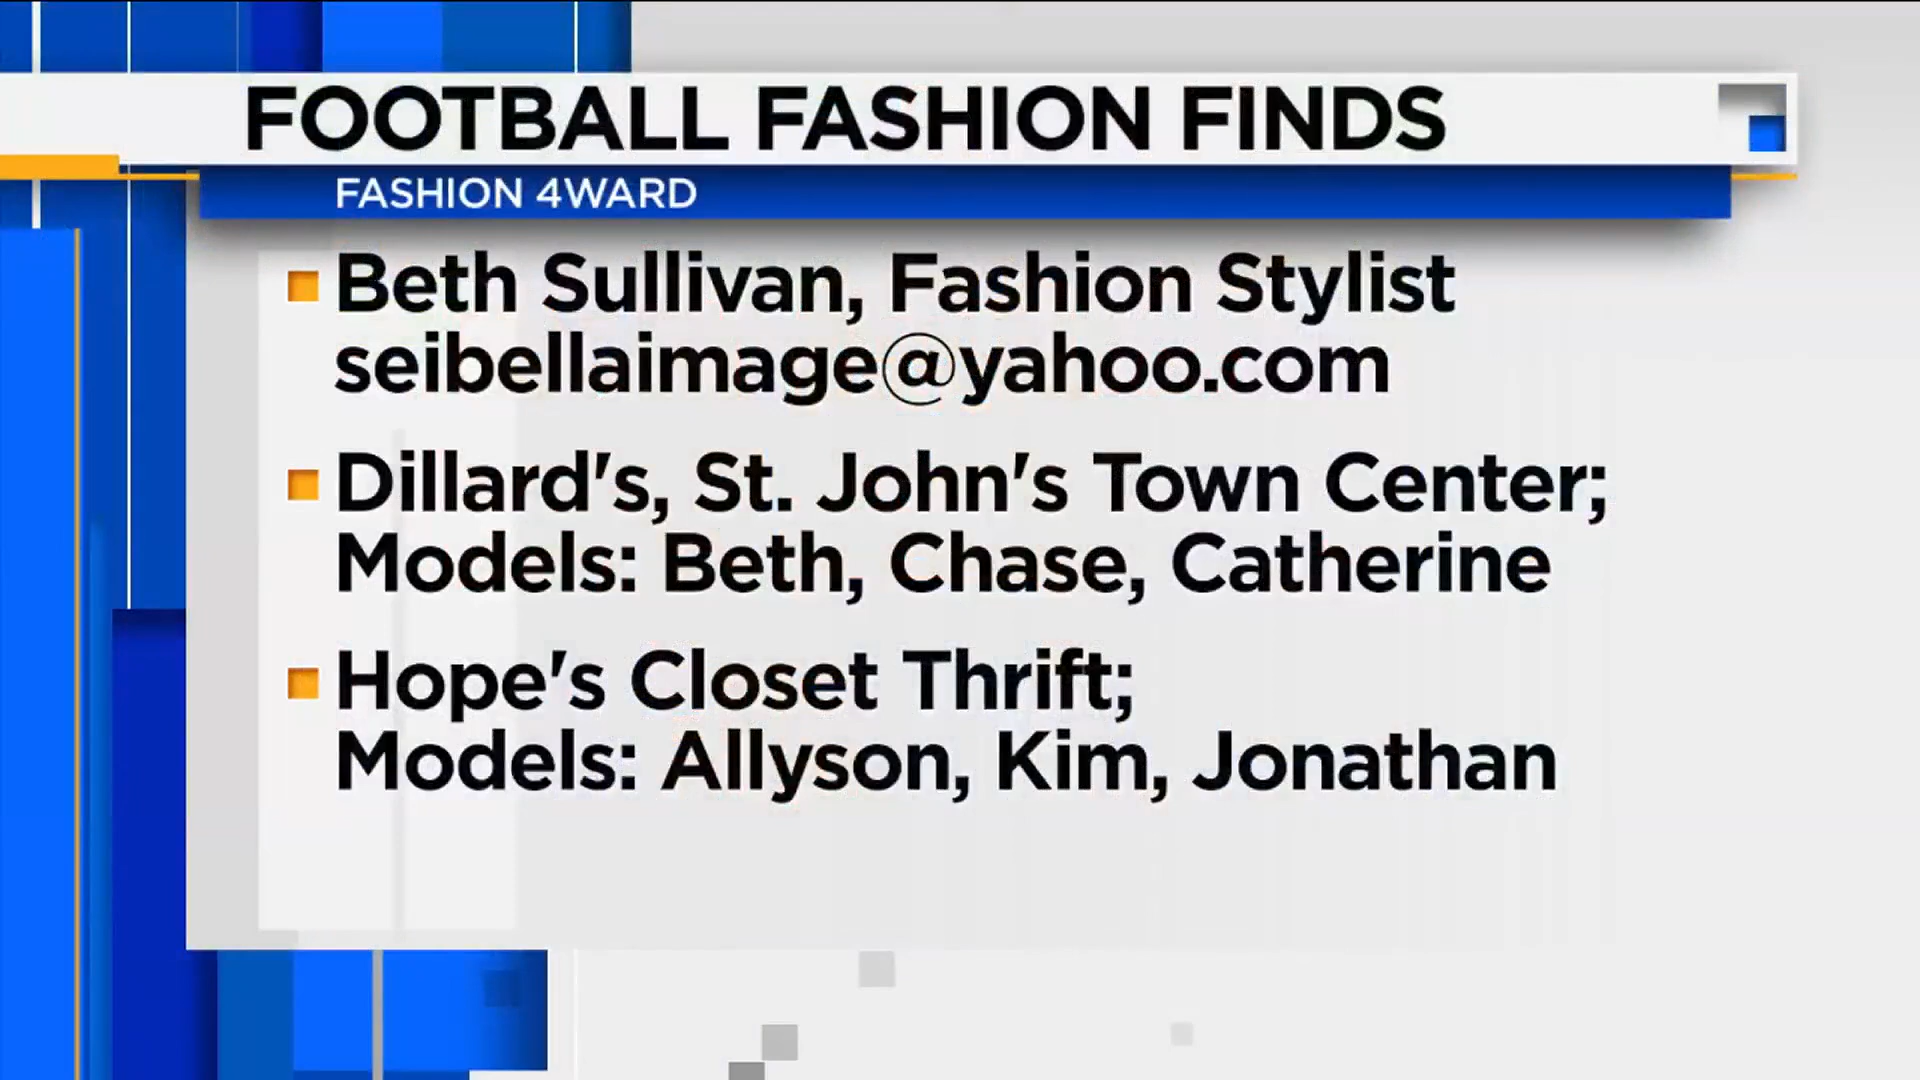 FOOTBALL FASHION FINDS
FASHION 4WARD
Beth Sullivan, Fashion Stylist
seibellaimage@yahoo.com
Dillard's, St. John's Town Center;
Models: Beth, Chase, Catherine
Hope's Closet Thrift;
Models: Allyson, Kim, Jonathan